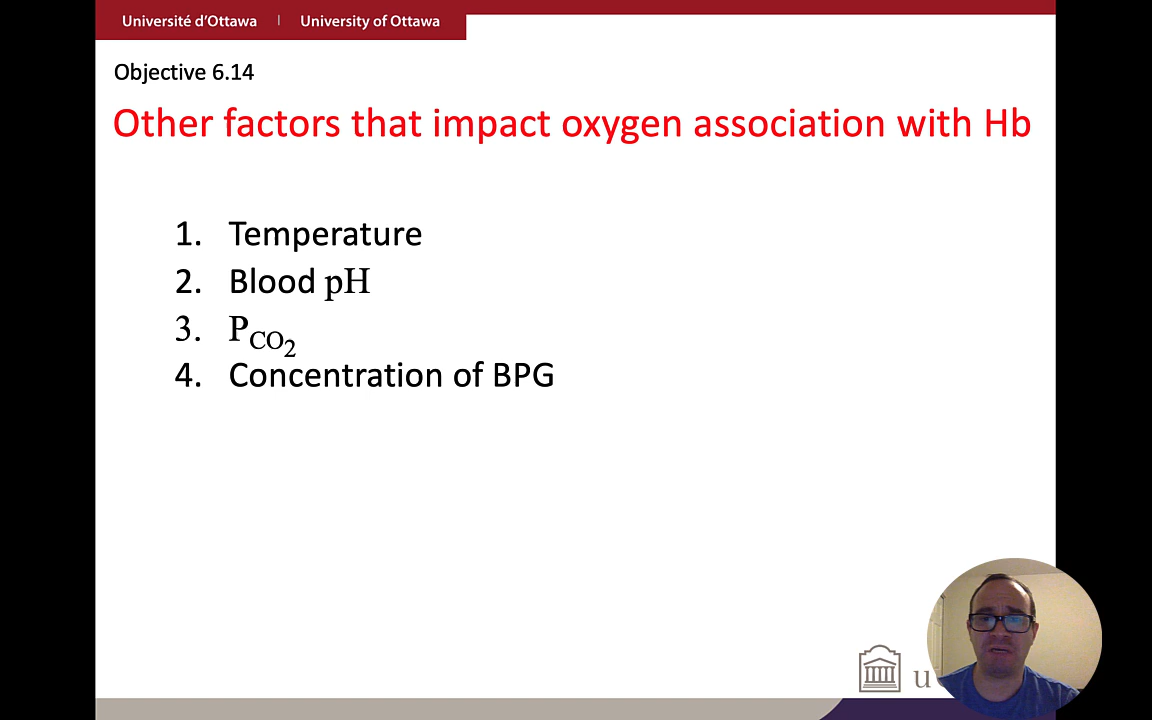 Université d'Ottawa | University of Ottawa
Objective 6.14
Other factors that impact oxygen association with Hb
1. Temperature
2. Blood pH
3. PCO2
4. Concentration of BPG